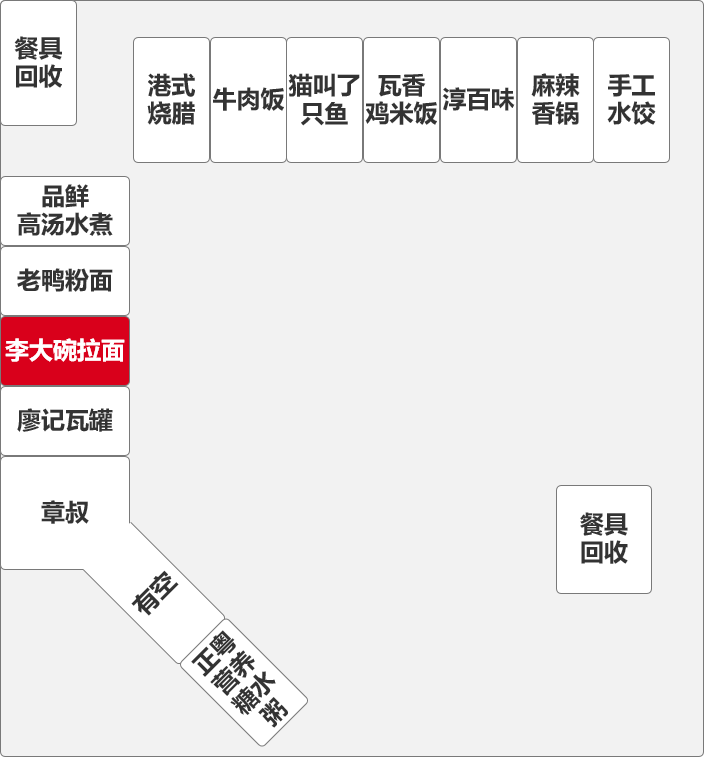 餐具
回收
港式
烧腊
牛肉饭
猫叫了
只鱼
瓦香
鸡米饭
淳百味
麻辣
香锅
手工
水饺
品鲜
高汤水煮
老鸭粉面
李大碗拉面
廖记瓦罐
章叔
有空
正粤
营养
糖水
粥
餐具
回收